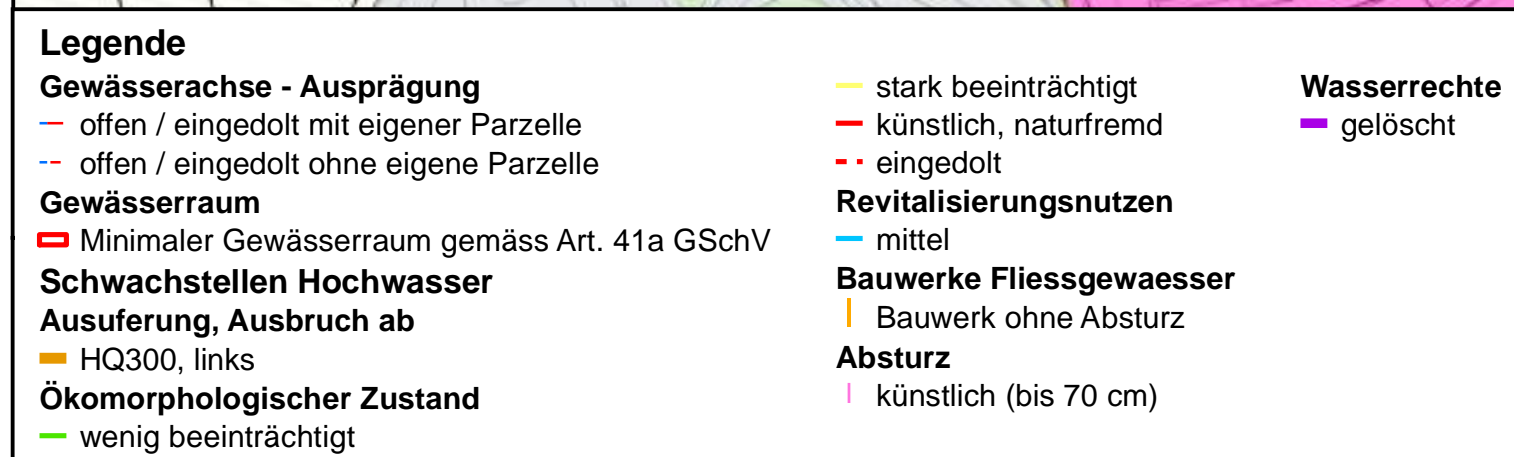 Legende
Gewässerachse - Ausprägung
offen / eingedolt mit eigener Parzelle
offen / eingedolt ohne eigene Parzelle
Gewässerraum
Minimaler Gewässerraum gemäss Art. 41a GSchV
Schwachstellen Hochwasser
Ausuferung, Ausbruch ab
HQ300, links
Ökomorphologischer Zustand
wenig beeinträchtigt
stark beeinträchtigt
künstlich, naturfremd
eingedolt
Revitalisierungsnutzen
mittel
Bauwerke Fliessgewaesser
Bauwerk ohne Absturz
Absturz
künstlich (bis 70 cm)
Wasserrechte
gelöscht